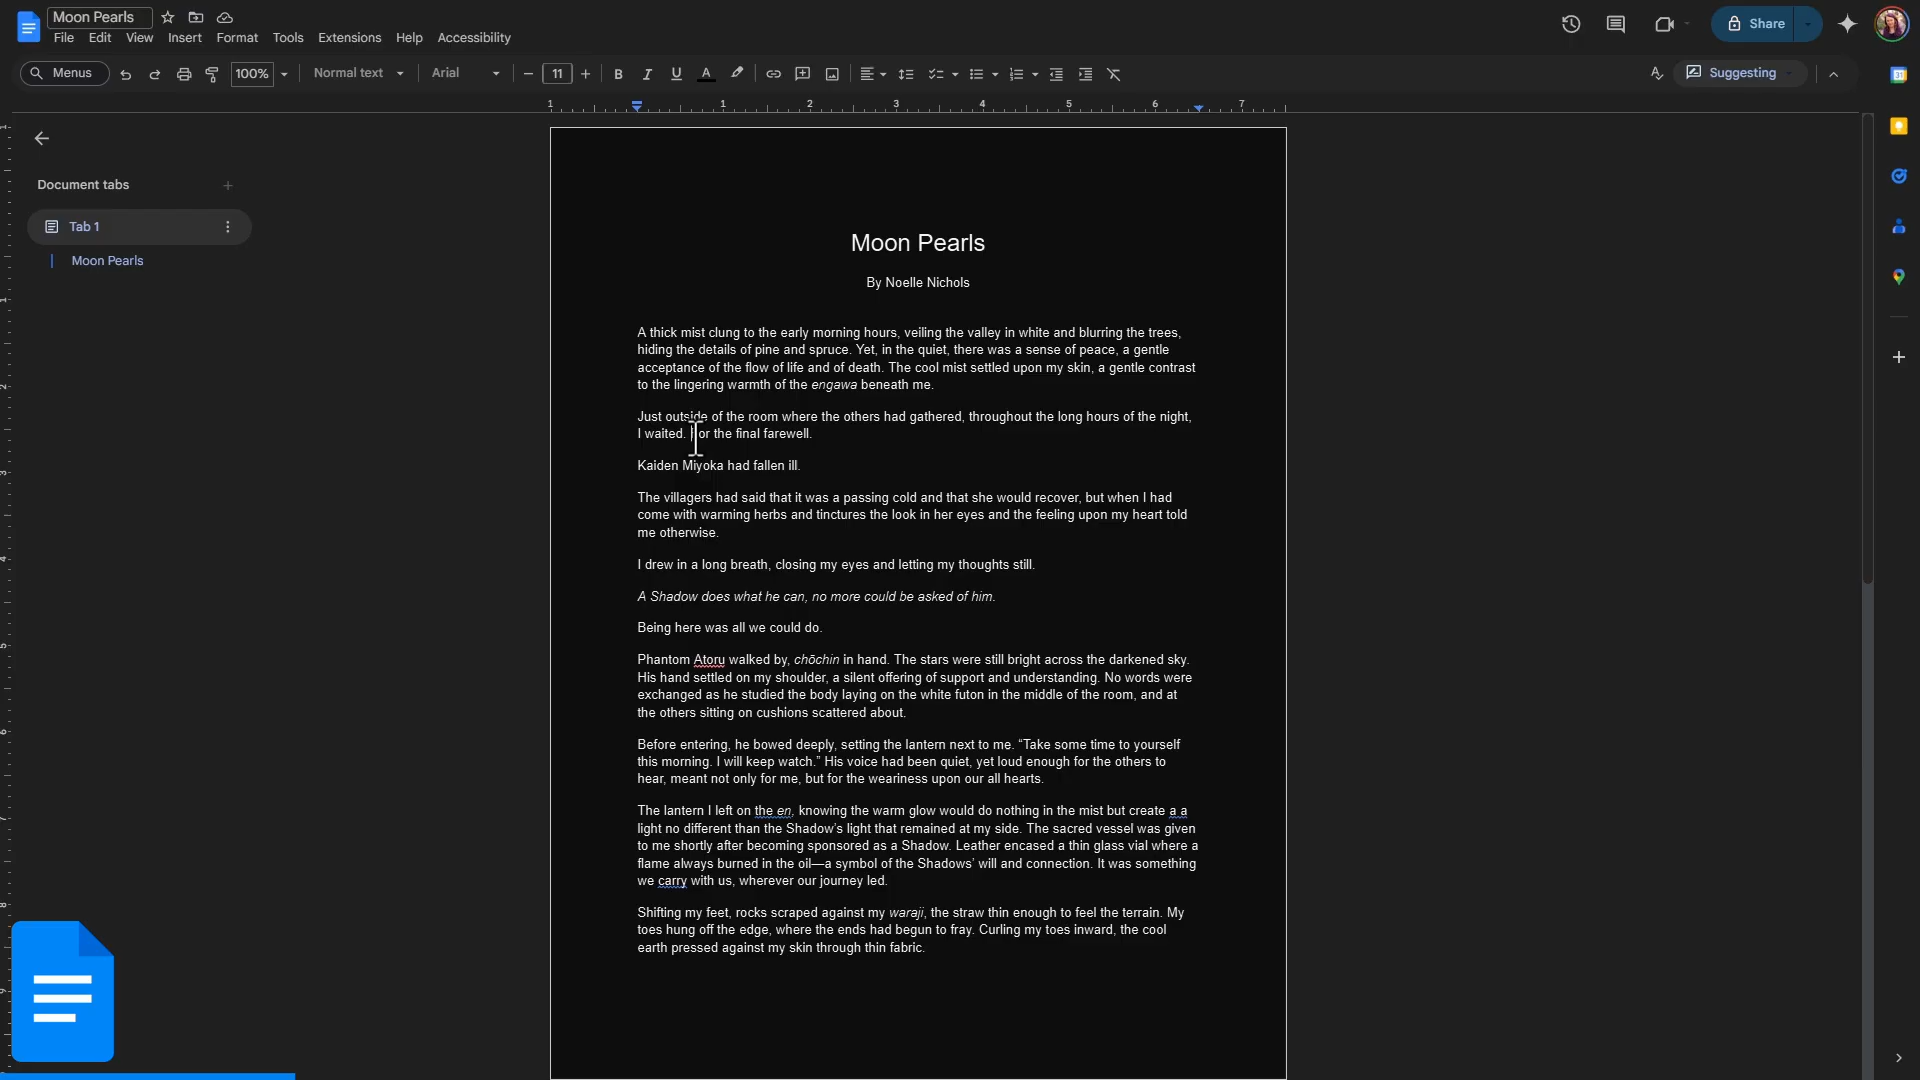 Moon Pearls
File Edit View Insert Format Tools Extensions Help Accessibility
Share
Menus 100% Normal text Arial 11 B I U A Suggesting
1 1 2 3 4 5 6 7
Document tabs
Tab 1
Moon Pearls
Moon Pearls
By Noelle Nichols
A thick mist clung to the early morning hours, veiling the valley in white and blurring the trees,
hiding the details of pine and spruce. Yet, in the quiet, there was a sense of peace, a gentle
acceptance of the flow of life and of death. The cool mist settled upon my skin, a gentle contrast
to the lingering warmth of the engawa beneath me.
Just outside of the room where the others had gathered, throughout the long hours of the night,
I waited. For the final farewell.
Kaiden Miyoka had fallen ill.
The villagers had said that it was a passing cold and that she would recover, but when I had
come with warming herbs and tinctures the look in her eyes and the feeling upon my heart told
me otherwise.
I drew in a long breath, closing my eyes and letting my thoughts still.
A Shadow does what he can, no more could be asked of him.
Being here was all we could do.
Phantom Atoru walked by, chōchin in hand. The stars were still bright across the darkened sky.
His hand settled on my shoulder, a silent offering of support and understanding. No words were
exchanged as he studied the body laying on the white futon in the middle of the room, and at
the others sitting on cushions scattered about.
Before entering, he bowed deeply, setting the lantern next to me. “Take some time to yourself
this morning. I will keep watch.” His voice had been quiet, yet loud enough for the others to
hear, meant not only for me, but for the weariness upon our all hearts.
The lantern I left on the en, knowing the warm glow would do nothing in the mist but create a a
light no different than the Shadow’s light that remained at my side. The sacred vessel was given
to me shortly after becoming sponsored as a Shadow. Leather encased a thin glass vial where a
flame always burned in the oil—a symbol of the Shadows’ will and connection. It was something
we carry with us, wherever our journey led.
Shifting my feet, rocks scraped against my waraji, the straw thin enough to feel the terrain. My
toes hung off the edge, where the ends had begun to fray. Curling my toes inward, the cool
earth pressed against my skin through thin fabric.